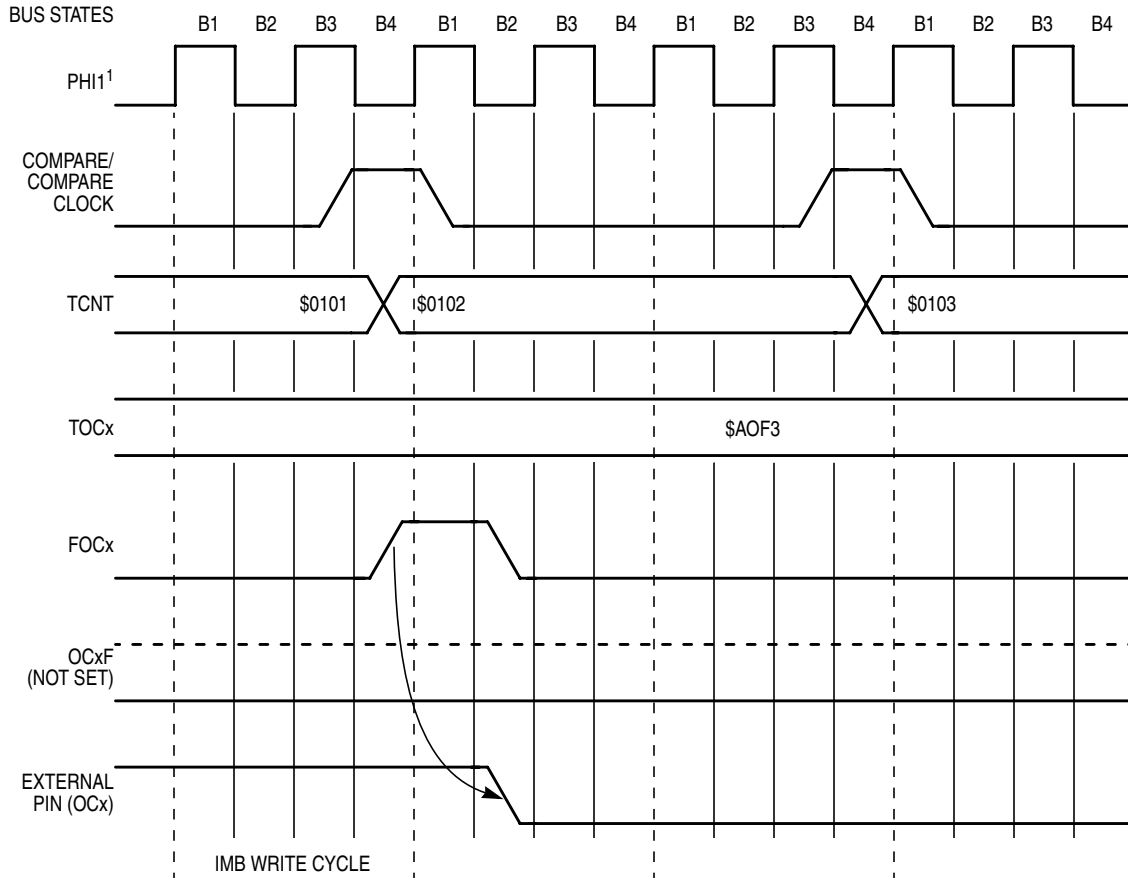 BUS STATES
B1 B2 B3 B4 B1 B2 B3 B4 B1 B2 B3 B4 B1 B2 B3 B4
PHI1¹
COMPARE/
COMPARE
CLOCK
TCNT $0101 $0102 $0103
TOCx $AOF3
FOCx
OCxF
(NOT SET)
EXTERNAL
PIN (OCx)
IMB WRITE CYCLE